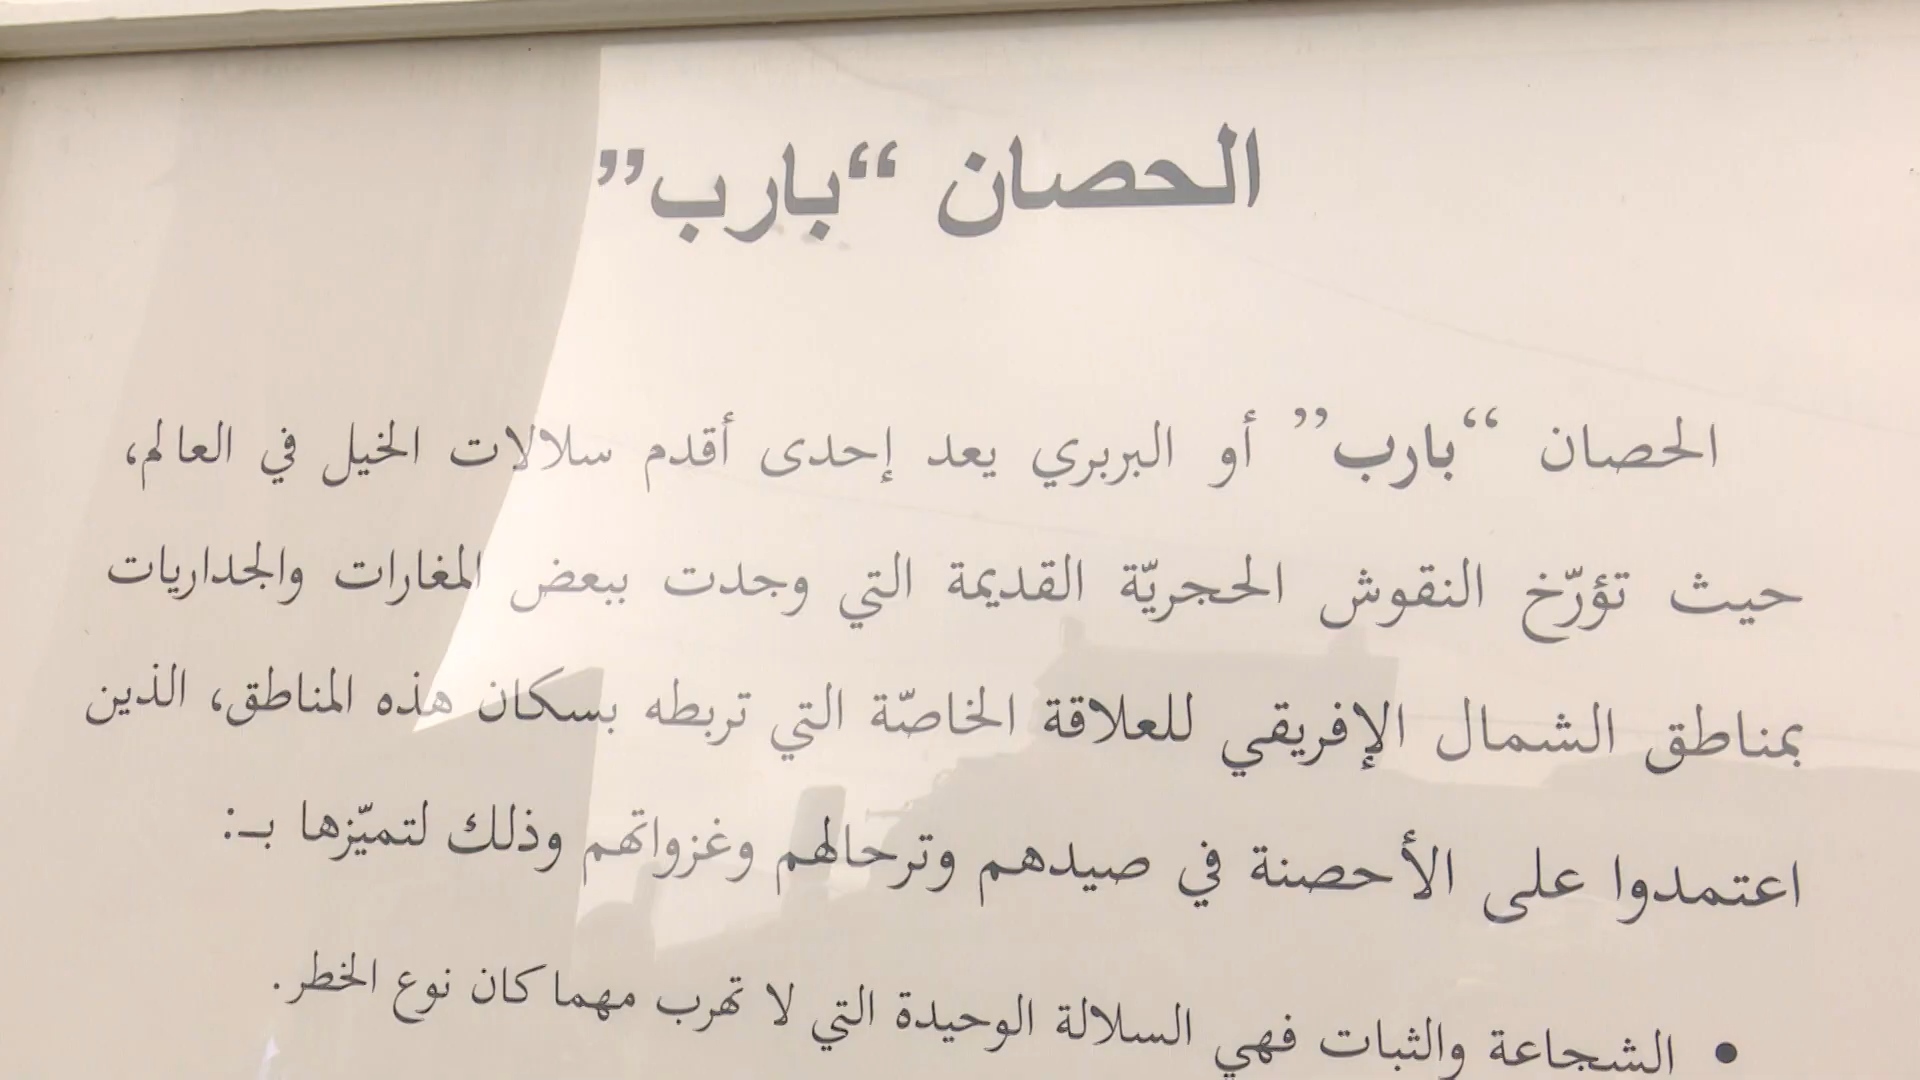 الحصان “بارب”
الحصان “بارب” أو البربري يعد إحدى أقدم سلالات الخيل في العالم،
حيث تؤرّخ النقوش الحجريّة القديمة التي وجدت ببعض المغارات والجداريات
بمناطق الشمال الإفريقي للعلاقة الخاصّة التي تربطه بسكان هذه المناطق، الذين
اعتمدوا على الأحصنة في صيدهم وترحالهم وغزواتهم وذلك لتميّزها بـ:
• الشجاعة والثبات فهي السلالة الوحيدة التي لا تهرب مهما كان نوع الخطر.